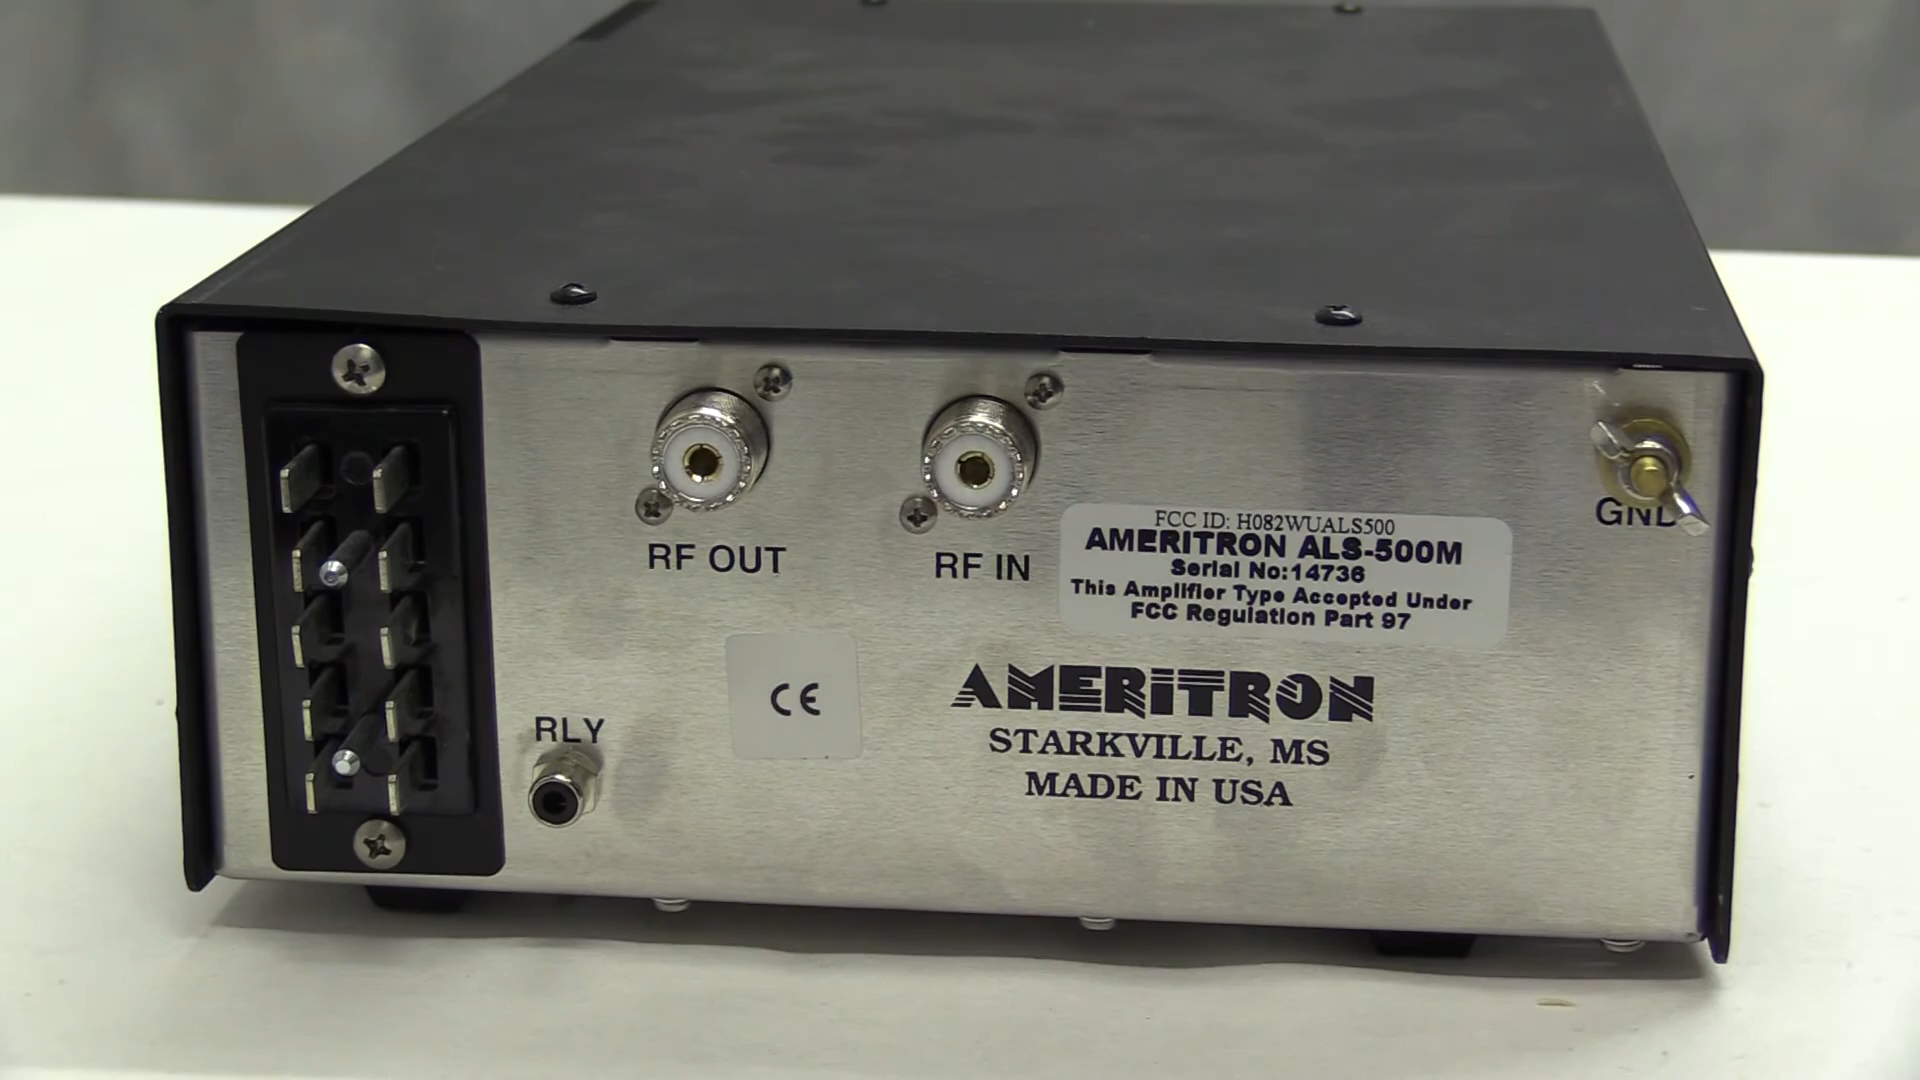 RF OUT
RF IN
GND
FCC ID: H082WUALS500
AMERITRON ALS-500M
Serial No:14736
This Amplifier Type Accepted Under
FCC Regulation Part 97
RLY
CE
AMERITRON
STARKVILLE, MS
MADE IN USA